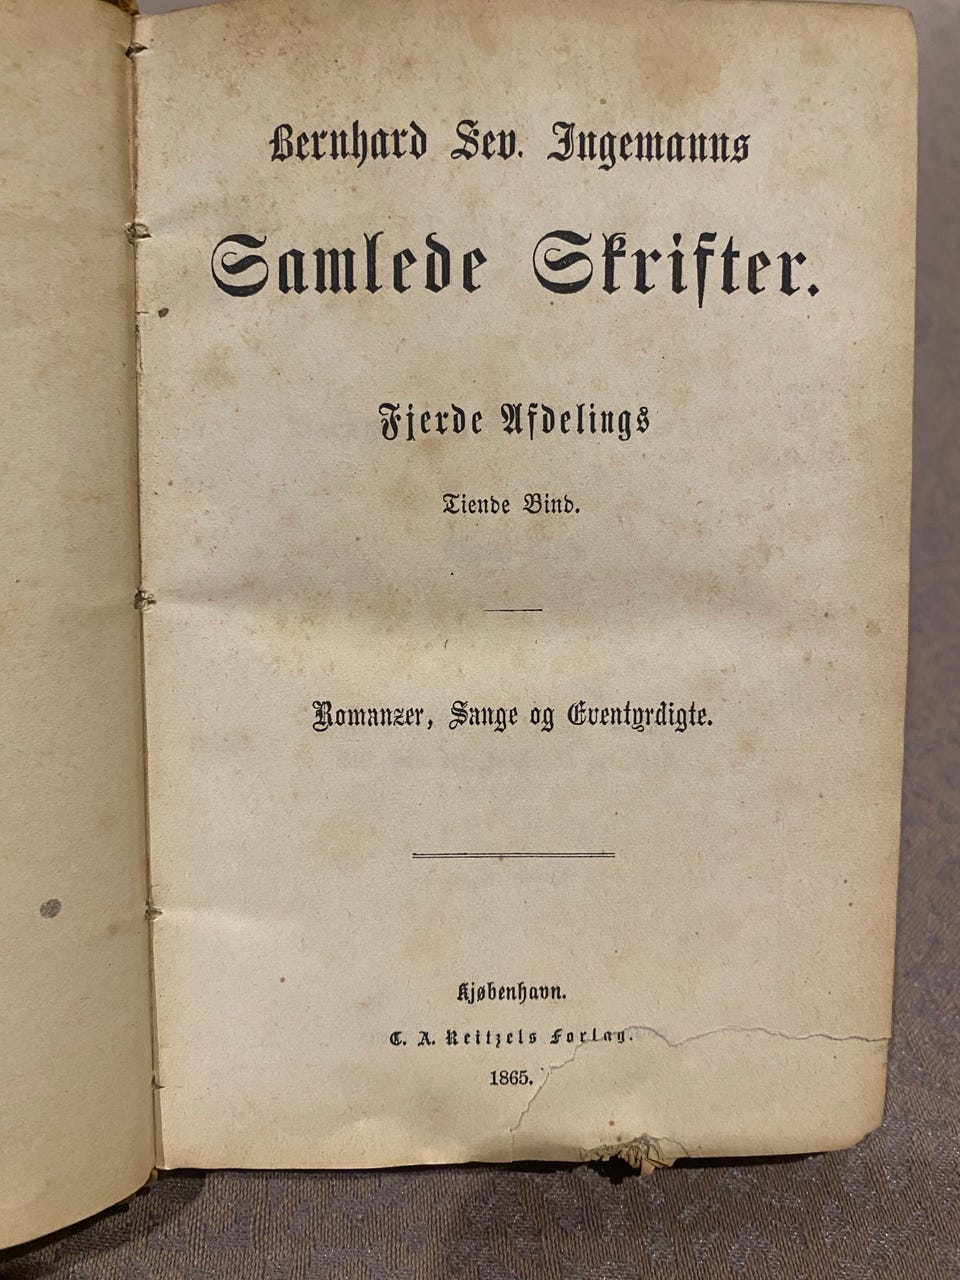 Bernhard Sev. Ingemanns
Samlede Skrifter.
Fjerde Afdelings
Tiende Bind.
Romanzer, Sange og Eventyrdigte.
Kjøbenhavn.
C. A. Reitzels Forlag.
1865.